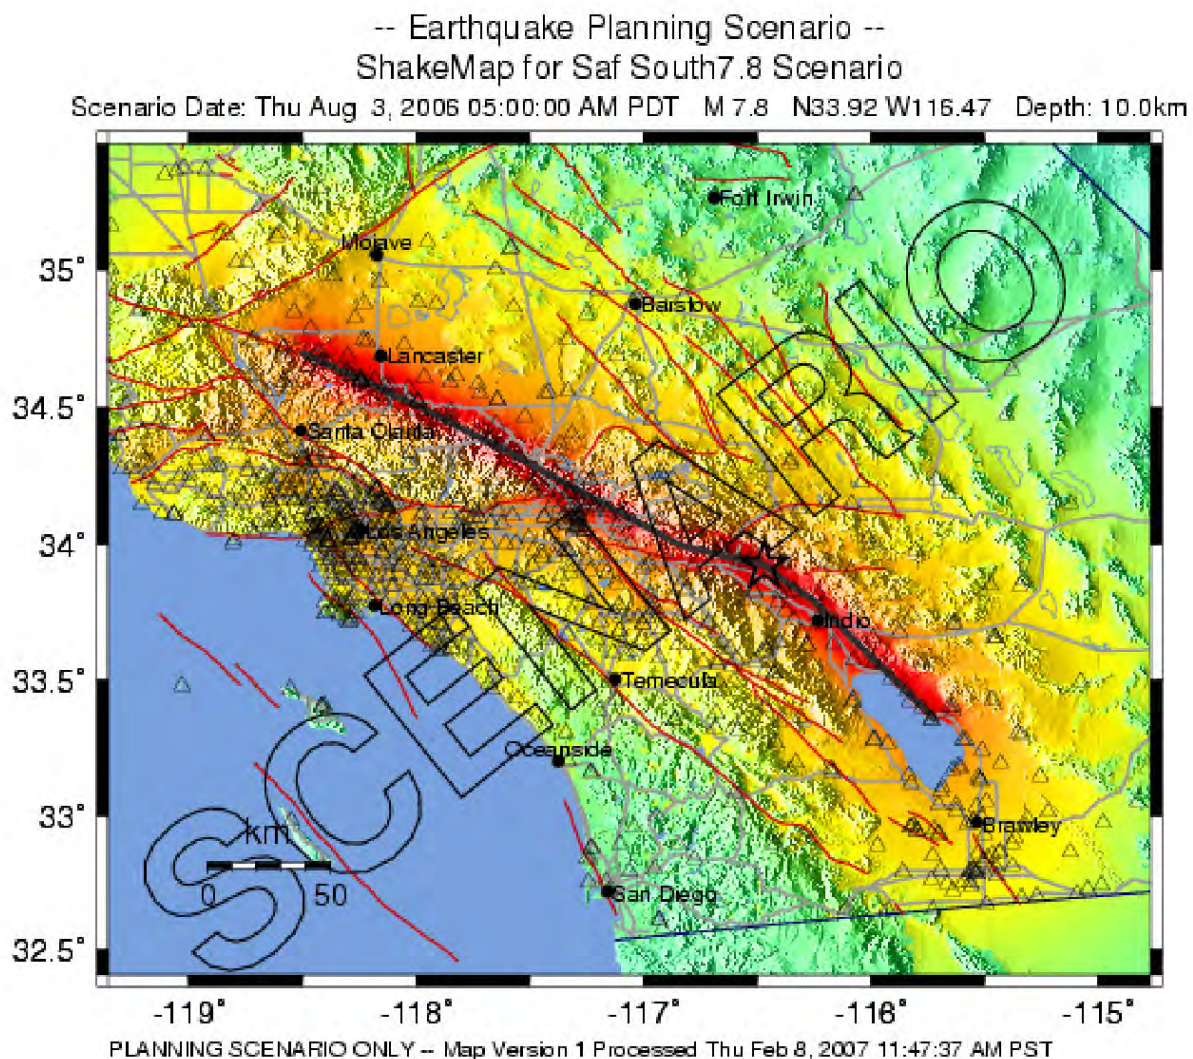 -- Earthquake Planning Scenario --
ShakeMap for Saf South7.8 Scenario
Scenario Date: Thu Aug 3, 2006 05:00:00 AM PDT M 7.8 N33.92 W116.47 Depth: 10.0km
Fort Irwin
Mojave
35°
Barstow
Lancaster
34.5°
Santa Clarita
Los Angeles
34°
Long Beach
Indio
33.5°
Temecula
Oceanside
33°
Brawley
km
0 50
San Diego
32.5°
SCENARIO
-119° -118° -117° -116° -115°
PLANNING SCENARIO ONLY -- Map Version 1 Processed Thu Feb 8, 2007 11:47:37 AM PST